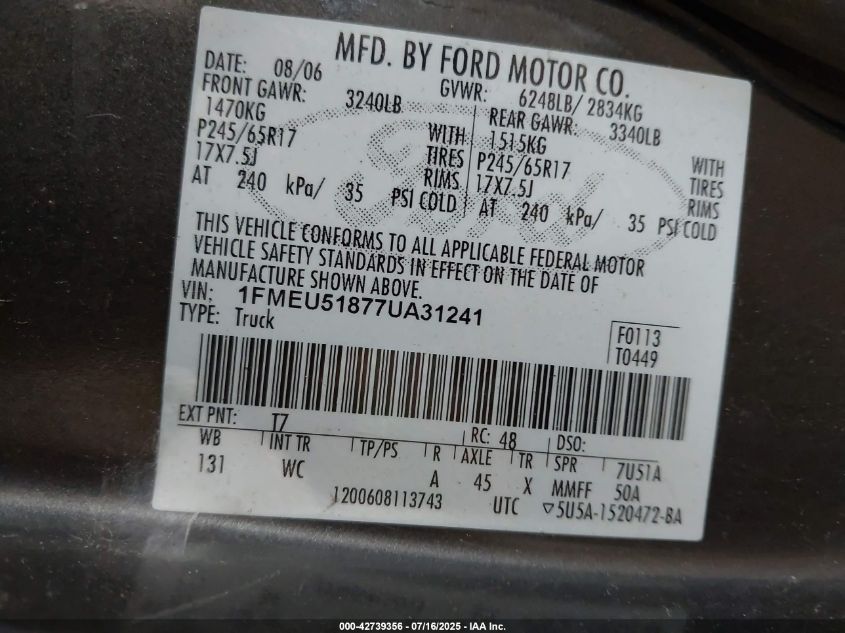 MFD. BY FORD MOTOR CO.
DATE: 08/06 GVWR: 6248LB/ 2834KG
FRONT GAWR: 3240LB REAR GAWR: 3340LB
1470KG WITH 1515KG WITH
P245/65R17 TIRES P245/65R17 TIRES
17X7.5J RIMS 17X7.5J RIMS
AT 240 kPa/ 35 PSI COLD AT 240 kPa/ 35 PSI COLD
THIS VEHICLE CONFORMS TO ALL APPLICABLE FEDERAL MOTOR
VEHICLE SAFETY STANDARDS IN EFFECT ON THE DATE OF
MANUFACTURE SHOWN ABOVE.
VIN: 1FMEU51877UA31241
TYPE: Truck
F0113
T0449
EXT PNT: T7 RC: 48 DSO:
WB INT TR TP/PS R AXLE TR SPR 7U51A
131 WC A 45 X MMFF 50A
1200608113743 UTC ▽5U5A-1520472-BA
Ford
000-42739356 - 07/16/2025 - IAA Inc.